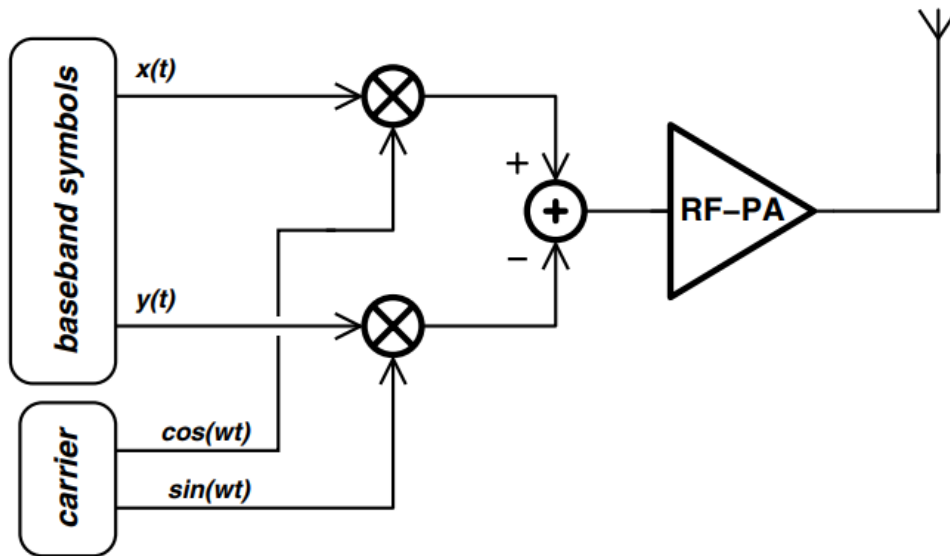 baseband symbols
x(t)
y(t)
+
−
RF−PA
carrier
cos(wt)
sin(wt)